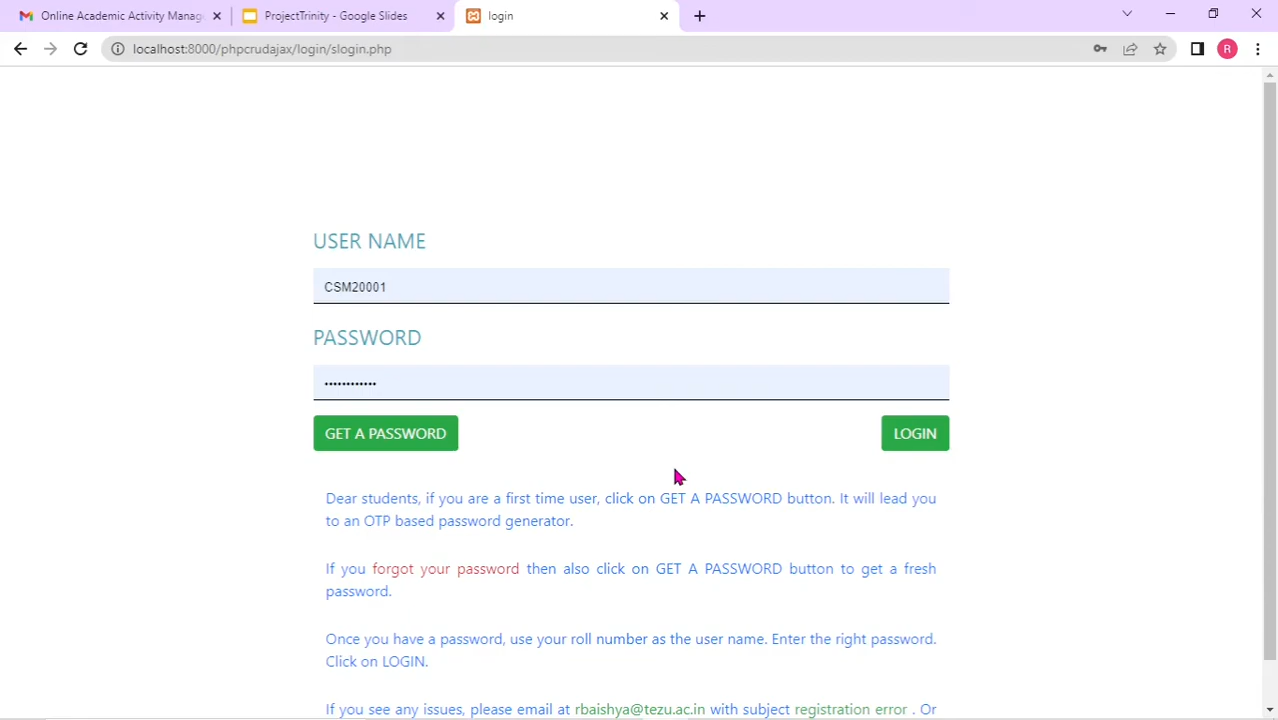 Online Academic Activity Manag
ProjectTrinity - Google Slides
login
localhost:8000/phpcrudajax/login/slogin.php
R
USER NAME
CSM20001
PASSWORD
••••••••••••
GET A PASSWORD
LOGIN
Dear students, if you are a first time user, click on GET A PASSWORD button. It will lead you
to an OTP based password generator.
If you forgot your password then also click on GET A PASSWORD button to get a fresh
password.
Once you have a password, use your roll number as the user name. Enter the right password.
Click on LOGIN.
If you see any issues, please email at rbaishya@tezu.ac.in with subject registration error . Or